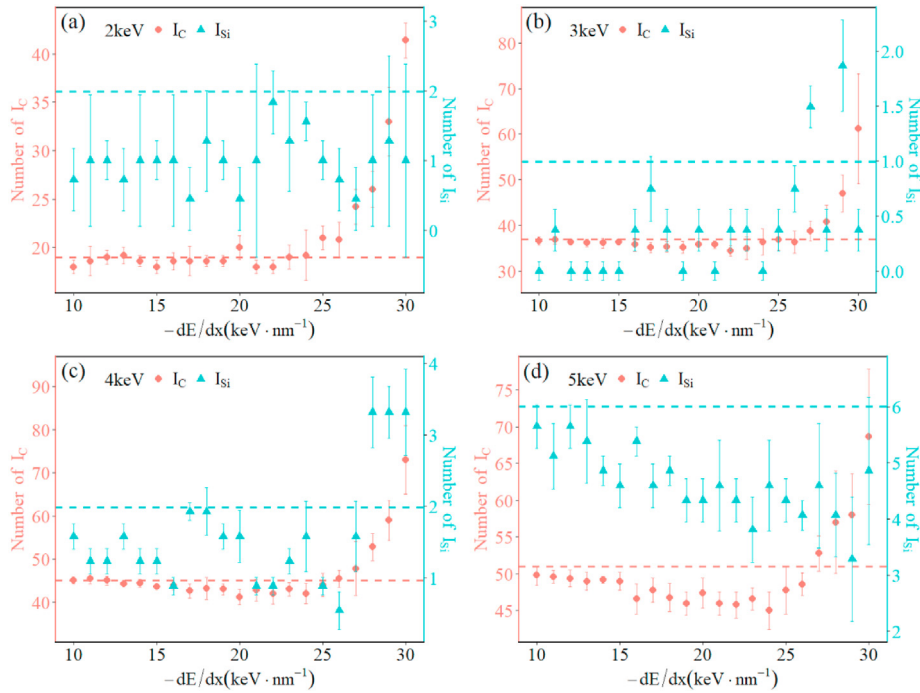 (a) 2keV I_C I_Si
Number of I_C
40
35
30
25
20
2
1
0
Number of I_Si
10 15 20 25 30
−dE/dx(keV · nm⁻¹)
(b) 3keV I_C I_Si
Number of I_C
80
70
60
50
40
30
2.0
1.5
1.0
0.5
0.0
Number of I_Si
10 15 20 25 30
−dE/dx(keV · nm⁻¹)
(c) 4keV I_C I_Si
Number of I_C
90
80
70
60
50
40
4
3
2
1
Number of I_Si
10 15 20 25 30
−dE/dx(keV · nm⁻¹)
(d) 5keV I_C I_Si
Number of I_C
75
70
65
60
55
50
45
6
5
4
3
2
Number of I_Si
10 15 20 25 30
−dE/dx(keV · nm⁻¹)